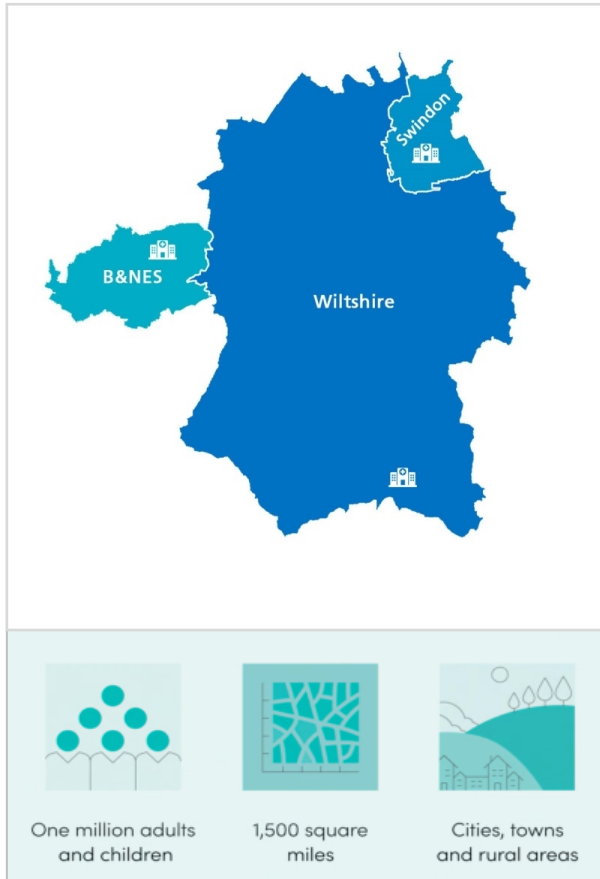 Swindon
B&NES
Wiltshire
One million adults
and children
1,500 square
miles
Cities, towns
and rural areas